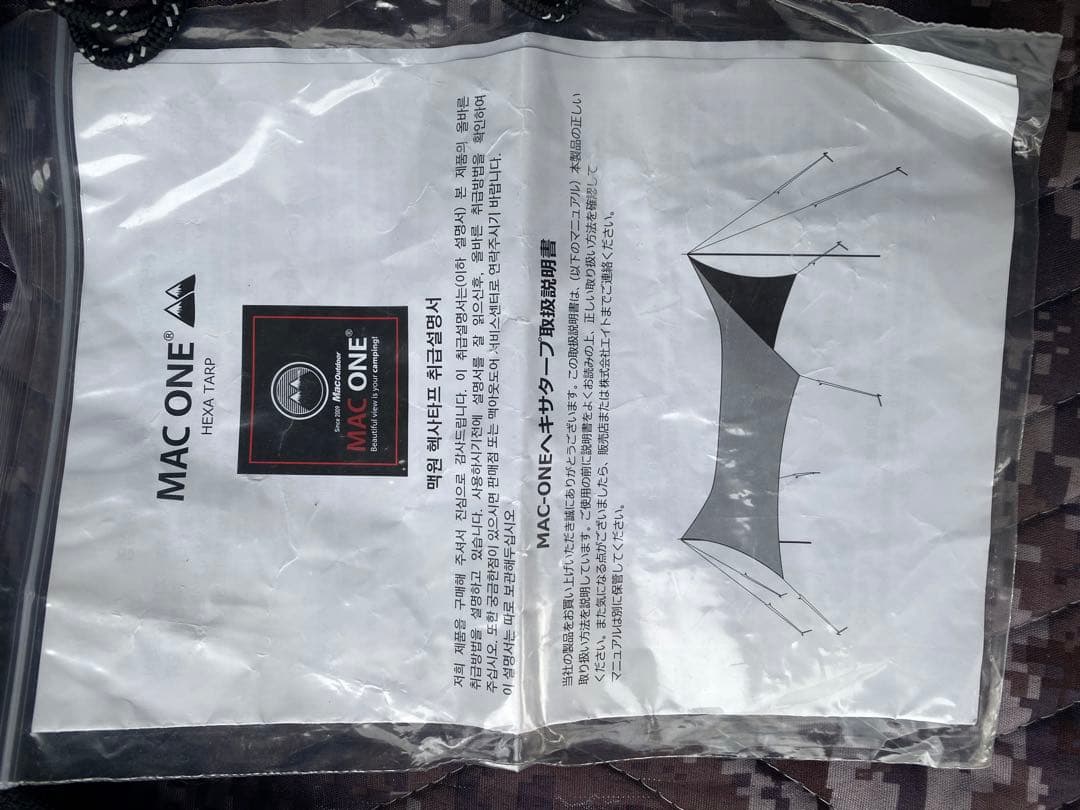 MAC ONE®
HEXA TARP
Since 2009 MacOutdoor
MAC ONE®
Beautiful view is your camping!
맥원 헥사타프 취급설명서
저희 제품을 구매해 주셔서 진심으로 감사드립니다. 이 취급설명서는(이하 설명서) 본 제품의 올바른
취급방법을 설명하고 있습니다. 사용하시기전에 설명서를 잘 읽으신후, 올바른 취급방법을 확인하여
주십시오. 또한 궁금한점이 있으시면 판매점 또는 맥아웃도어 서비스센터로 연락주시기 바랍니다.
이 설명서는 따로 보관해두십시오
MAC-ONEヘキサタープ取扱説明書
当社の製品をお買い上げいただき誠にありがとうございます。この取扱説明書は、(以下のマニュアル) 本製品の正しい
取り扱い方法を説明しています。ご使用の前に説明書をよくお読みの上、正しい取り扱い方法を確認して
ください。また気になる点がございましたら、販売店または株式会社エイトまでご連絡ください。
マニュアルは別に保管してください。